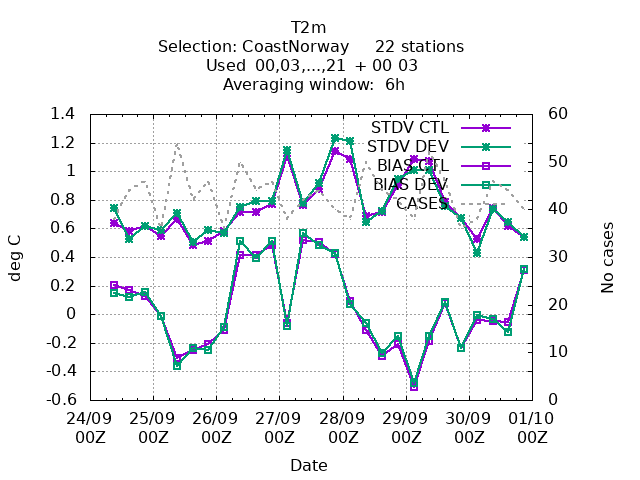 T2m
Selection: CoastNorway 22 stations
Used 00,03,...,21 + 00 03
Averaging window: 6h
1.4
1.2
1
0.8
0.6
0.4
0.2
0
-0.2
-0.4
-0.6
deg C
60
50
40
30
20
10
0
No cases
STDV CTL
STDV DEV
BIAS CTL
BIAS DEV
CASES
24/09 25/09 26/09 27/09 28/09 29/09 30/09 01/10
00Z 00Z 00Z 00Z 00Z 00Z 00Z 00Z
Date